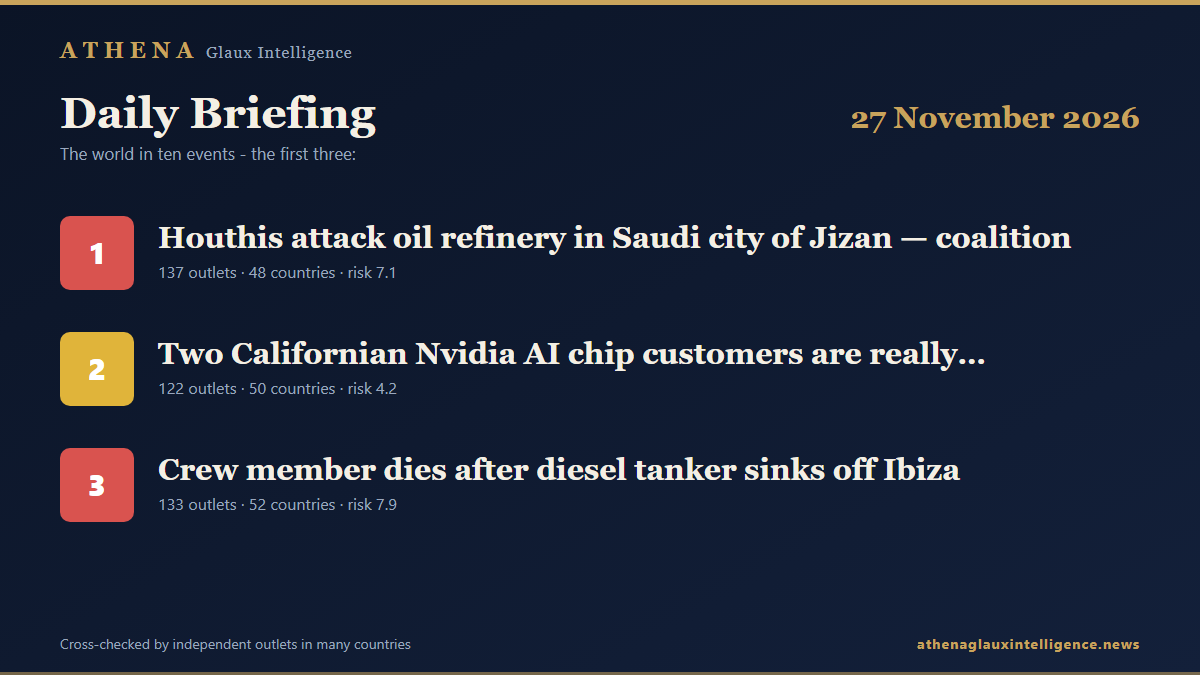 ATHENA Glaux Intelligence
Daily Briefing
27 November 2026
The world in ten events - the first three:
1
Houthis attack oil refinery in Saudi city of Jizan — coalition
137 outlets · 48 countries · risk 7.1
2
Two Californian Nvidia AI chip customers are really...
122 outlets · 50 countries · risk 4.2
3
Crew member dies after diesel tanker sinks off Ibiza
133 outlets · 52 countries · risk 7.9
Cross-checked by independent outlets in many countries
athenaglauxintelligence.news